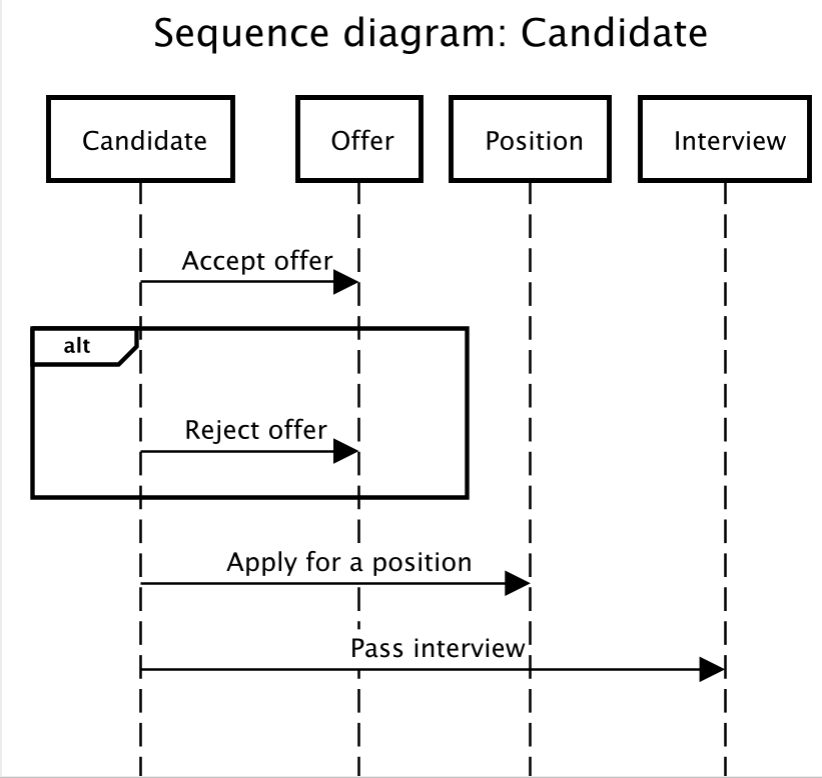 Sequence diagram: Candidate
Candidate
Offer
Position
Interview
Accept offer
alt
Reject offer
Apply for a position
Pass interview